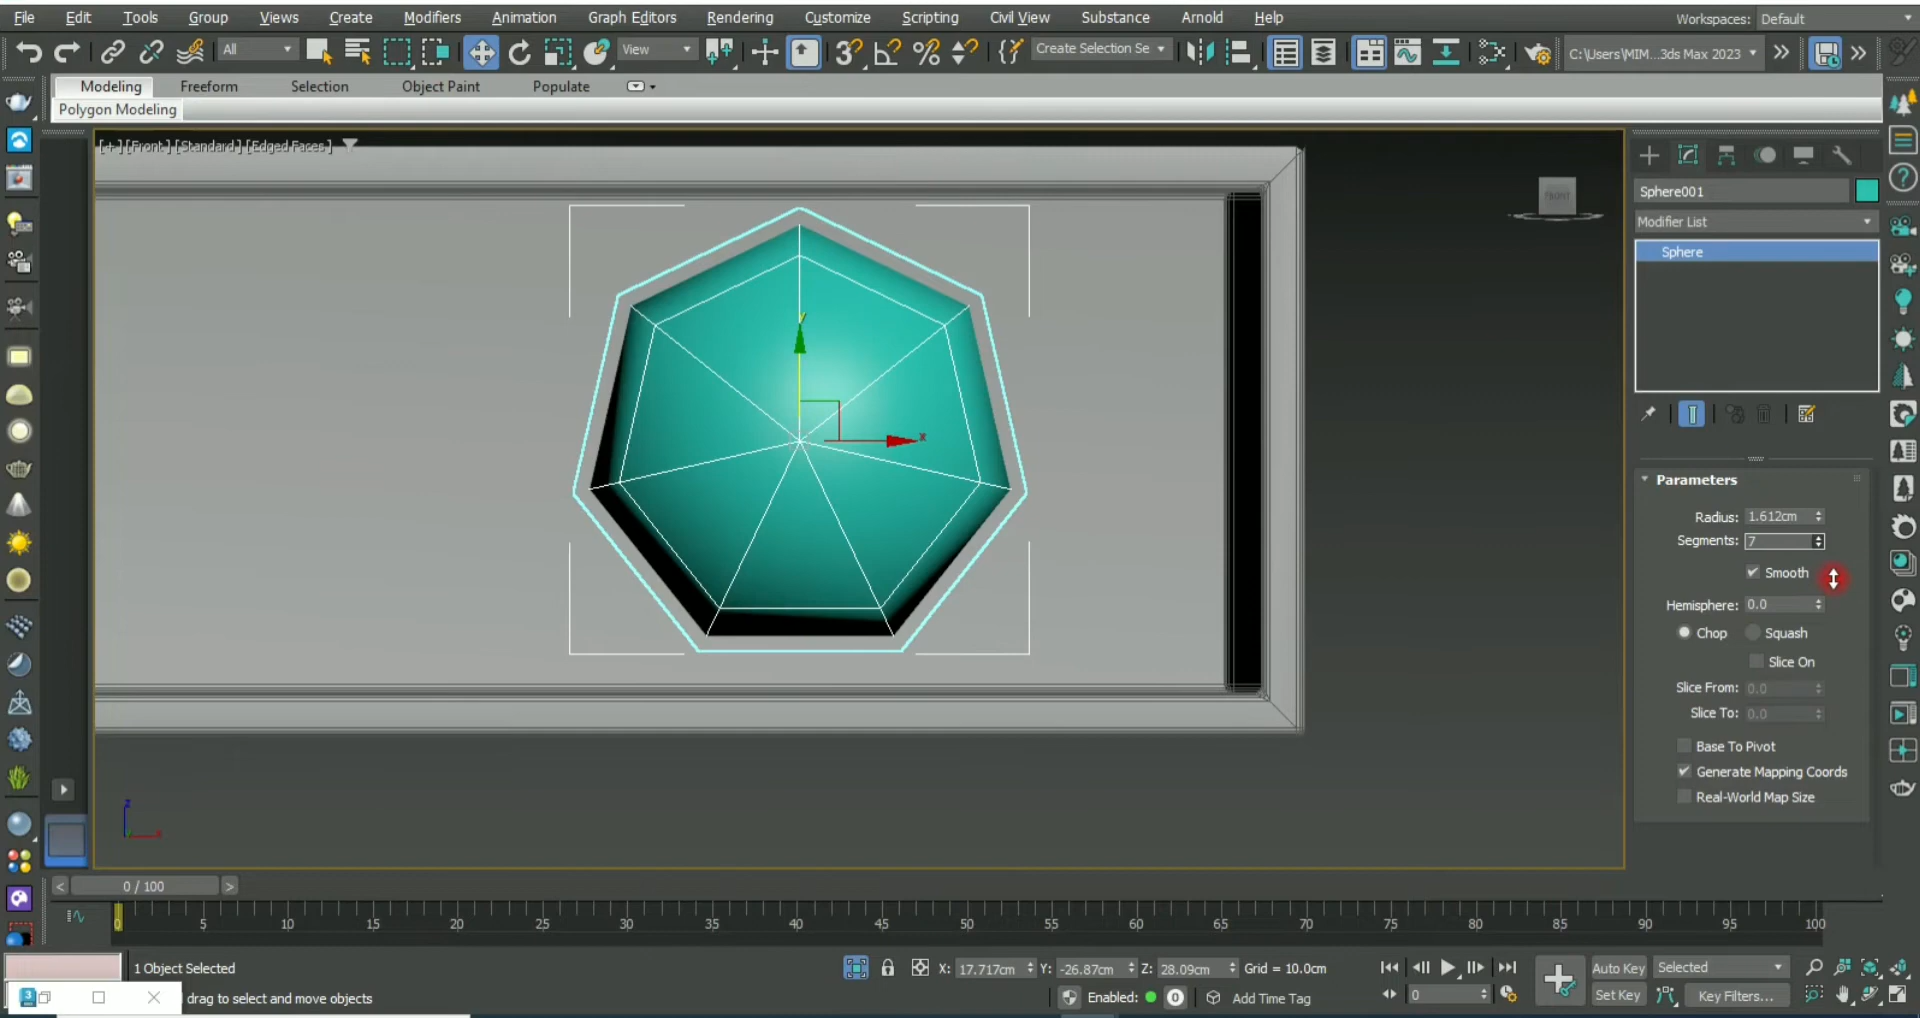 File Edit Tools Group Views Create Modifiers Animation Graph Editors Rendering Customize Scripting Civil View Substance Arnold Help Workspaces: Default
All View Create Selection Se C:\Users\MIM...3ds Max 2023
Modeling Freeform Selection Object Paint Populate
Polygon Modeling
[+] [Front] [Standard] [Edged Faces]
FRONT
Sphere001
Modifier List
Sphere
y
x
Parameters
Radius: 1.612cm
Segments: 7
Smooth
Hemisphere: 0.0
Chop Squash
Slice On
Slice From: 0.0
Slice To: 0.0
Base To Pivot
Generate Mapping Coords
Real-World Map Size
z
x
< 0 / 100 >
0 5 10 15 20 25 30 35 40 45 50 55 60 65 70 75 80 85 90 95 100
1 Object Selected X: 17.717cm Y: -26.87cm Z: 28.09cm Grid = 10.0cm Auto Key Selected
3 drag to select and move objects Enabled: 0 Add Time Tag 0 Set Key Key Filters...